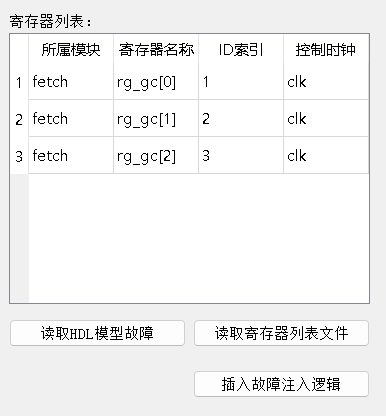 寄存器列表：
所属模块 寄存器名称 ID索引 控制时钟
1 fetch rg_gc[0] 1 clk
2 fetch rg_gc[1] 2 clk
3 fetch rg_gc[2] 3 clk
读取HDL模型故障 读取寄存器列表文件
插入故障注入逻辑